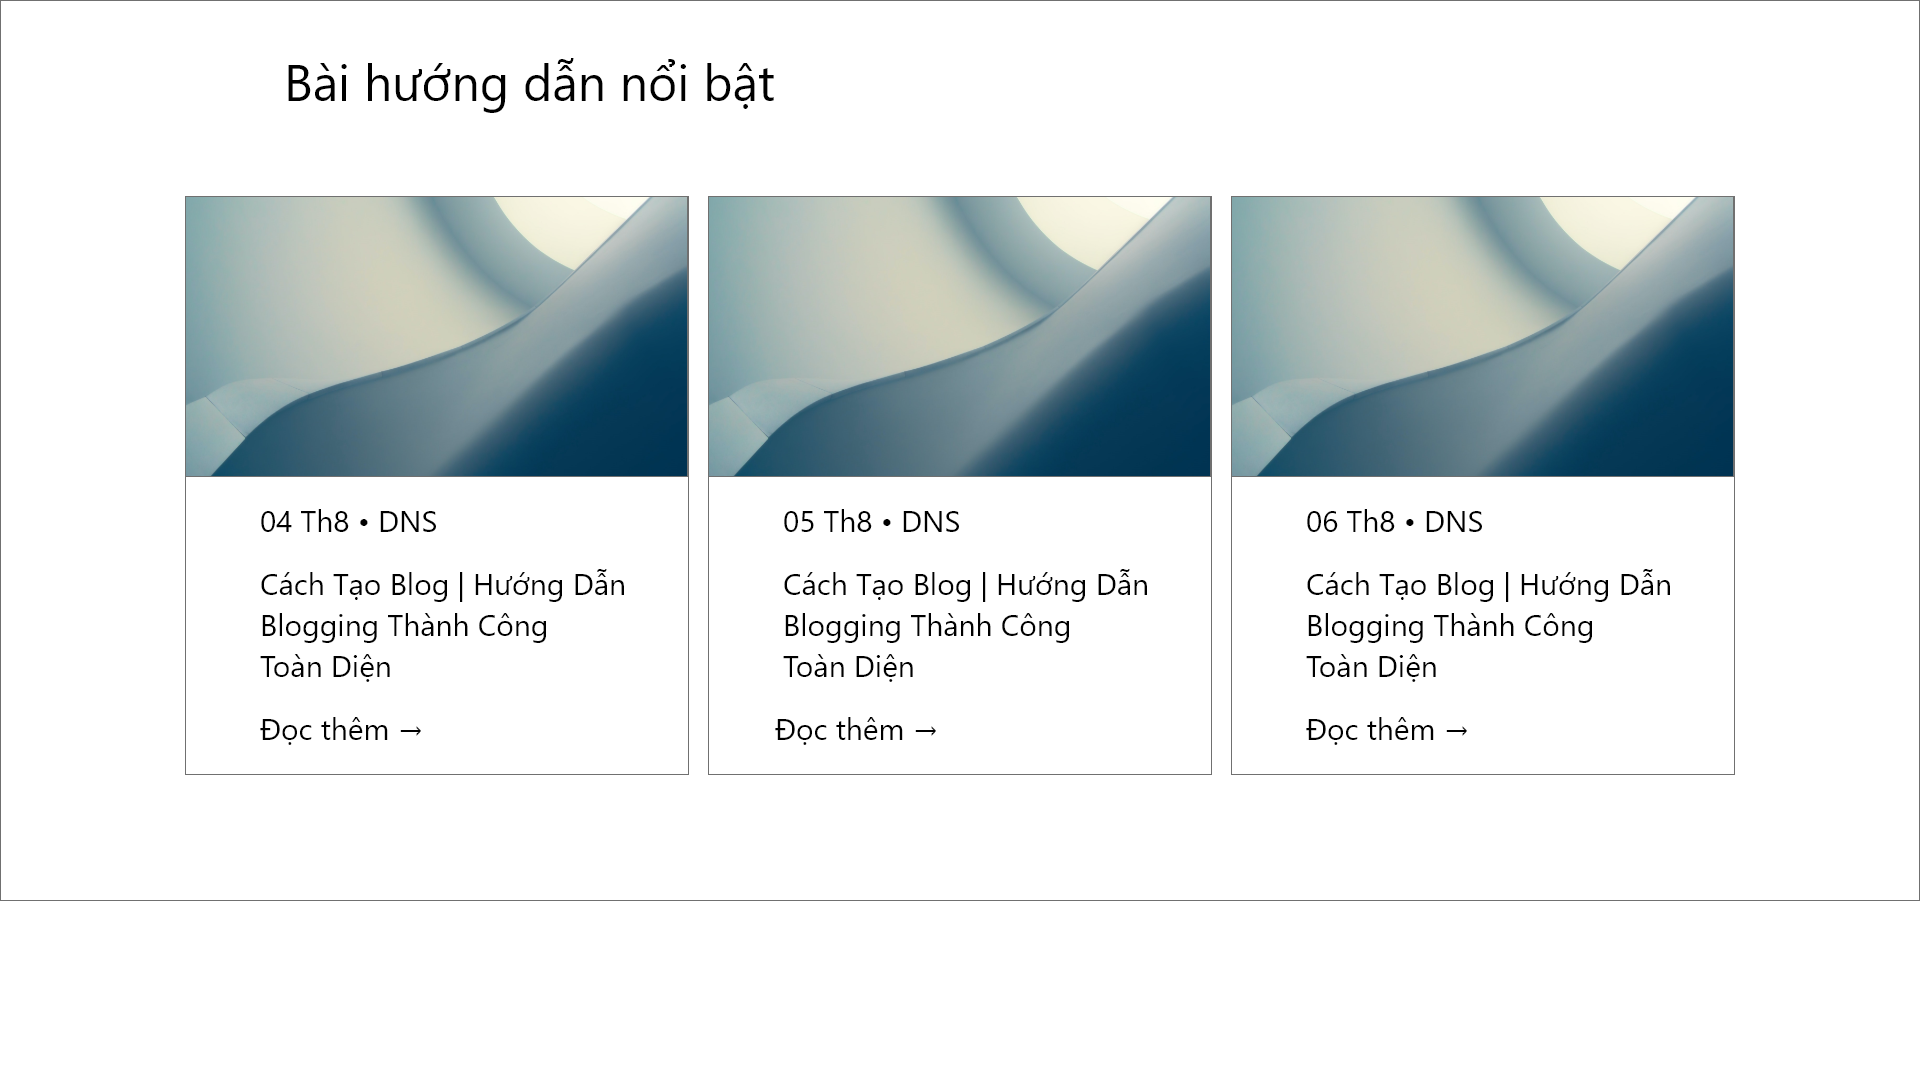 Bài hướng dẫn nổi bật
04 Th8 • DNS
Cách Tạo Blog | Hướng Dẫn
Blogging Thành Công
Toàn Diện
Đọc thêm →
05 Th8 • DNS
Cách Tạo Blog | Hướng Dẫn
Blogging Thành Công
Toàn Diện
Đọc thêm →
06 Th8 • DNS
Cách Tạo Blog | Hướng Dẫn
Blogging Thành Công
Toàn Diện
Đọc thêm →